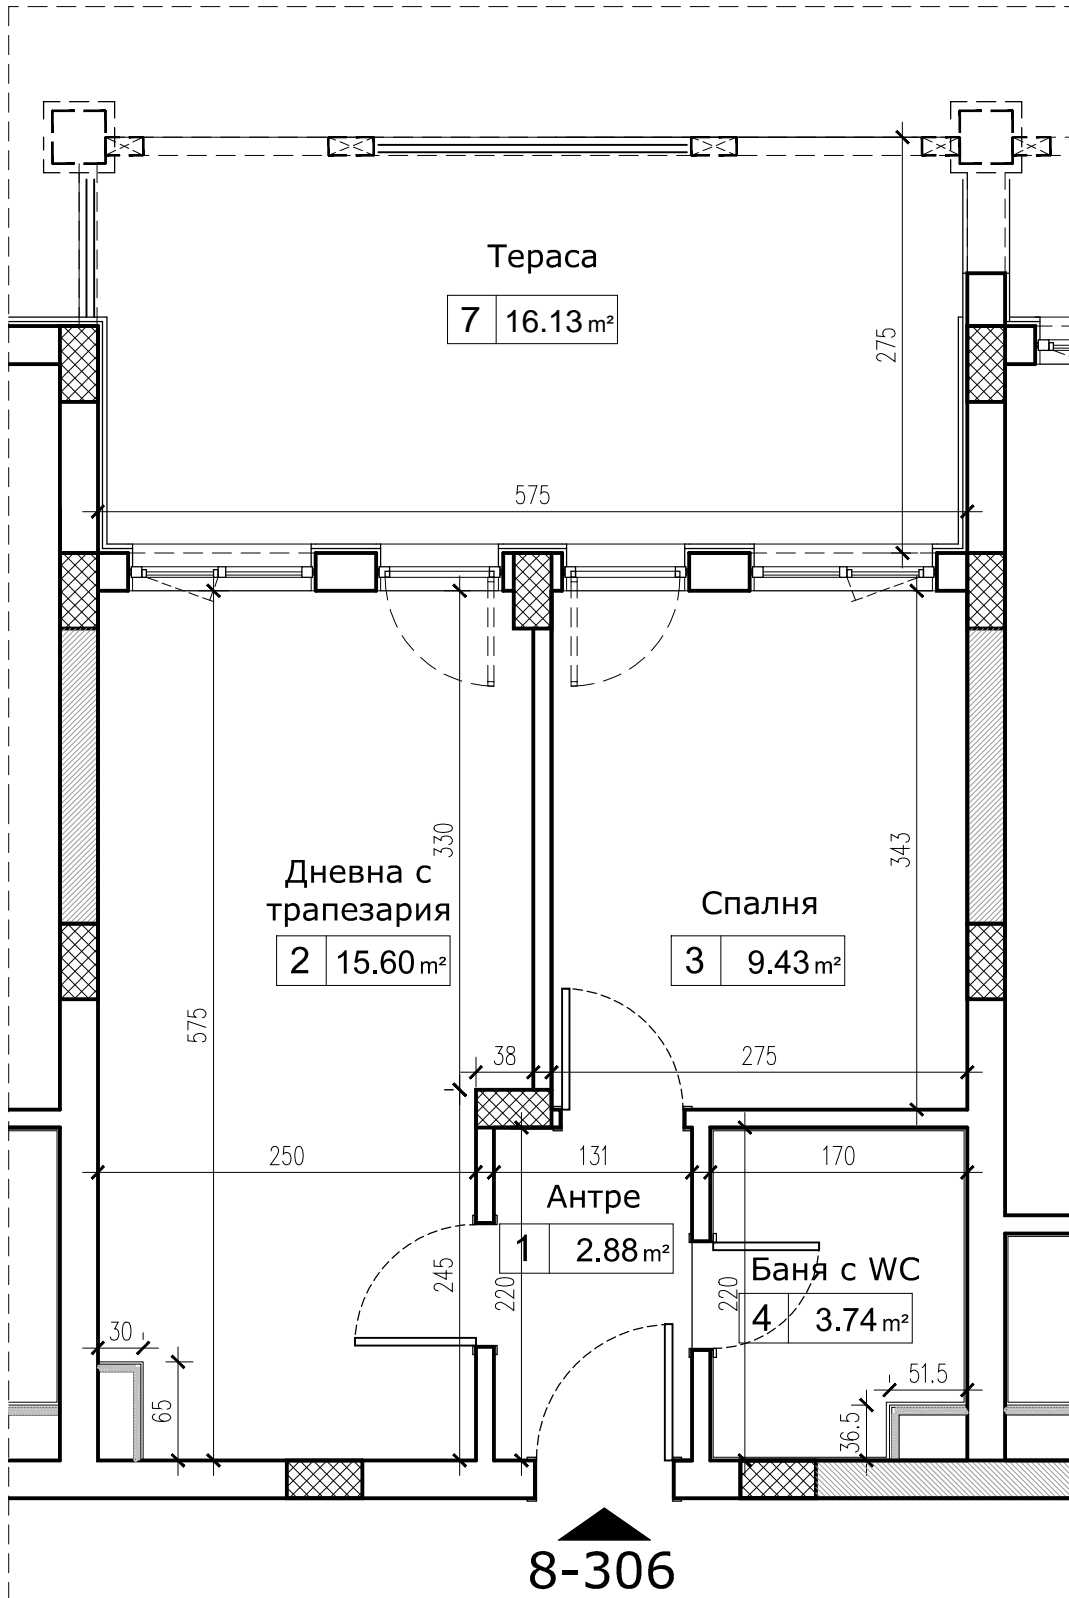 Тераса
7 16.13 m²
275
575
330
343
Дневна с
трапезария
2 15.60 m²
Спалня
3 9.43 m²
575
38
275
250
131
170
Антре
1 2.88 m²
245
220
220
Баня с WC
4 3.74 m²
30
65
51.5
36.5
8-306